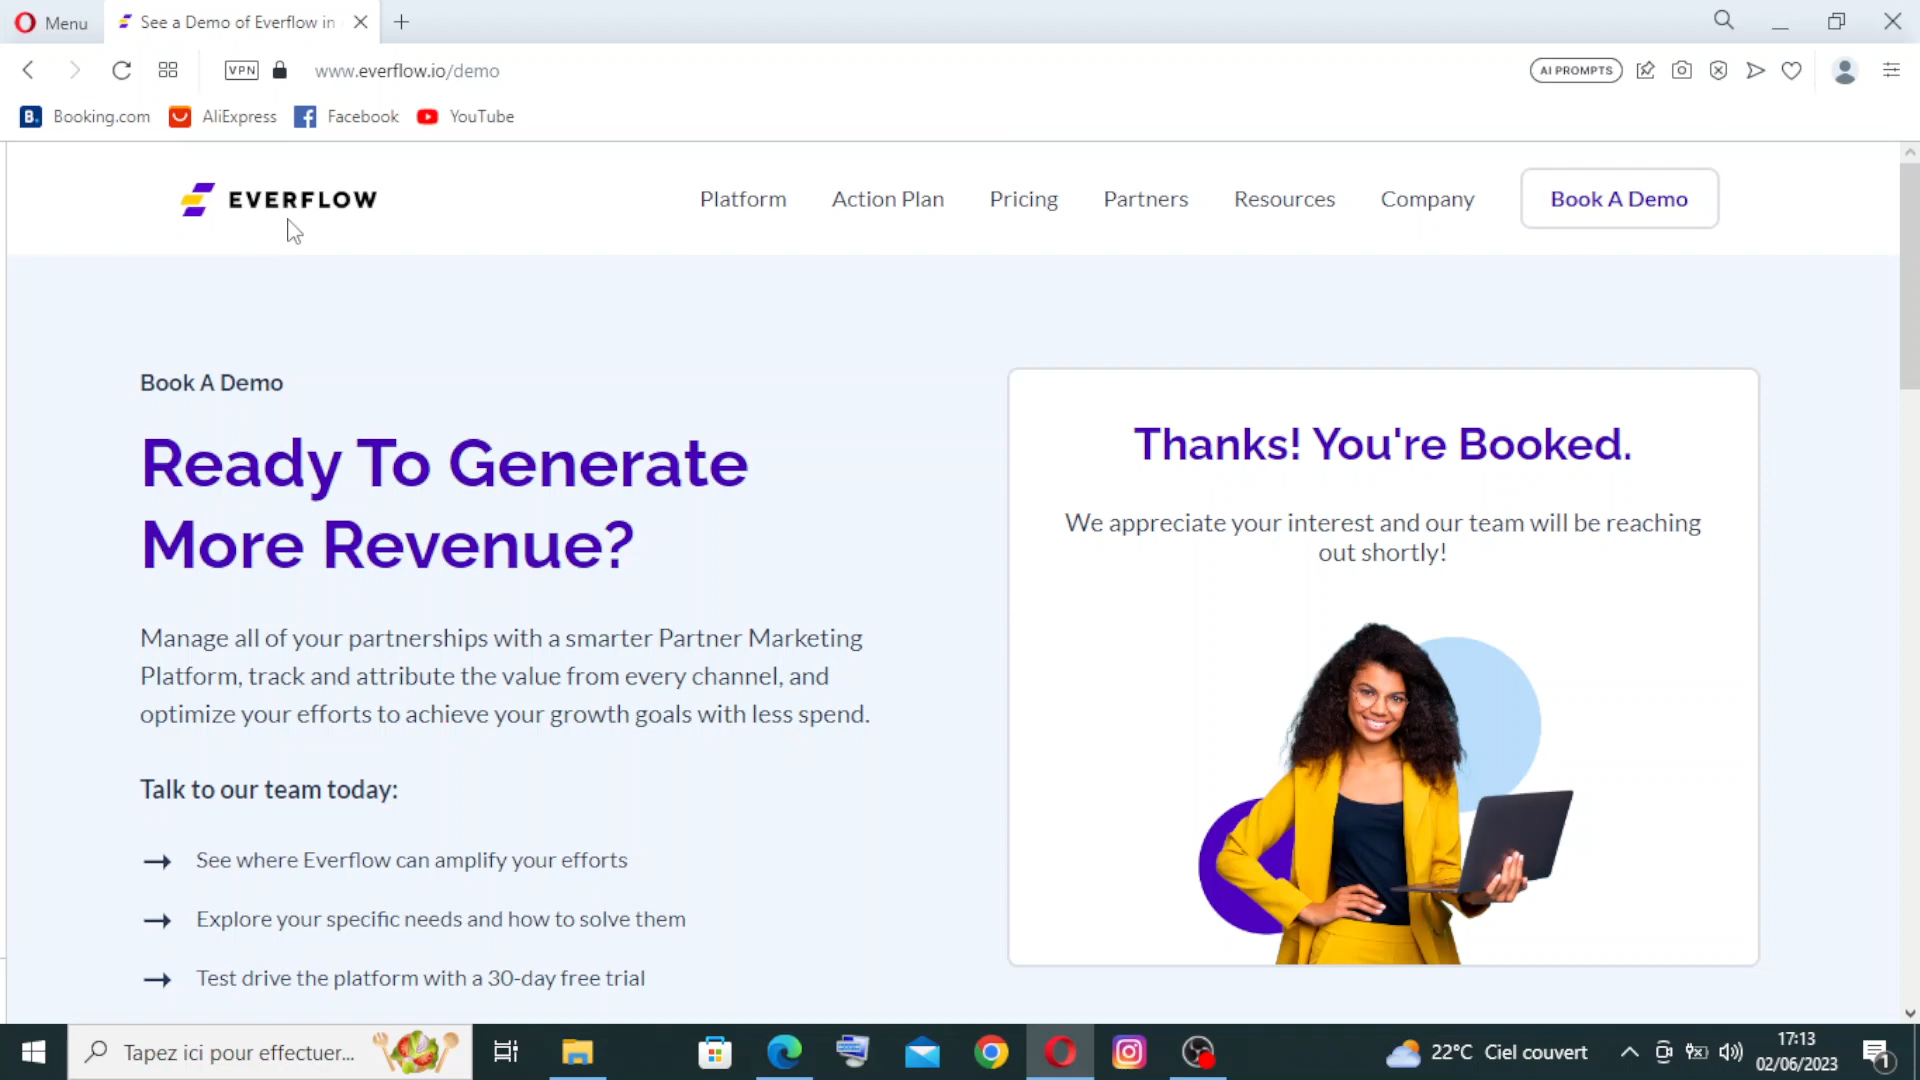 Menu
See a Demo of Everflow in
VPN
www.everflow.io/demo
AI PROMPTS
B. Booking.com
AliExpress
Facebook
YouTube
EVERFLOW
Platform
Action Plan
Pricing
Partners
Resources
Company
Book A Demo
Book A Demo
Ready To Generate
More Revenue?
Manage all of your partnerships with a smarter Partner Marketing
Platform, track and attribute the value from every channel, and
optimize your efforts to achieve your growth goals with less spend.
Talk to our team today:
See where Everflow can amplify your efforts
Explore your specific needs and how to solve them
Test drive the platform with a 30-day free trial
Thanks! You're Booked.
We appreciate your interest and our team will be reaching
out shortly!
Tapez ici pour effectuer...
22°C Ciel couvert
17:13
02/06/2023
1